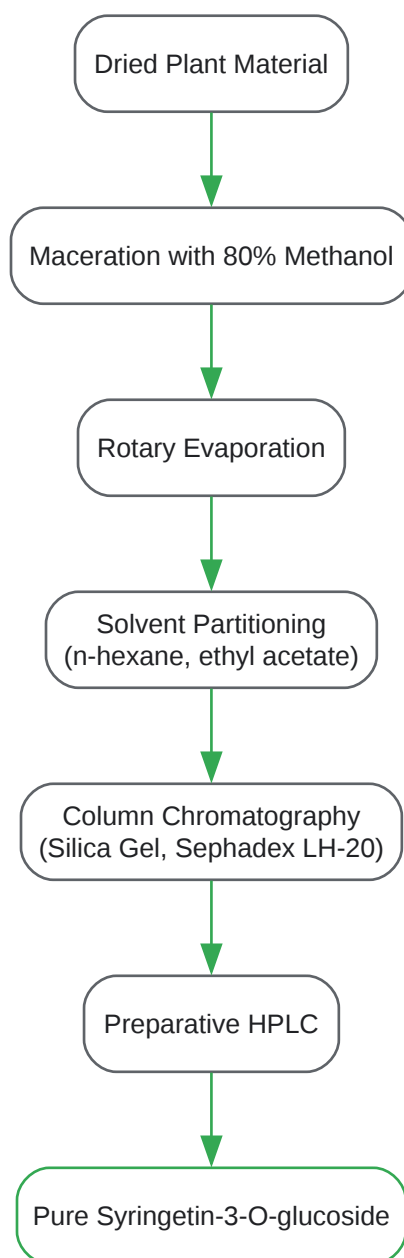 Dried Plant Material
Maceration with 80% Methanol
Rotary Evaporation
Solvent Partitioning
(n-hexane, ethyl acetate)
Column Chromatography
(Silica Gel, Sephadex LH-20)
Preparative HPLC
Pure Syringetin-3-O-glucoside